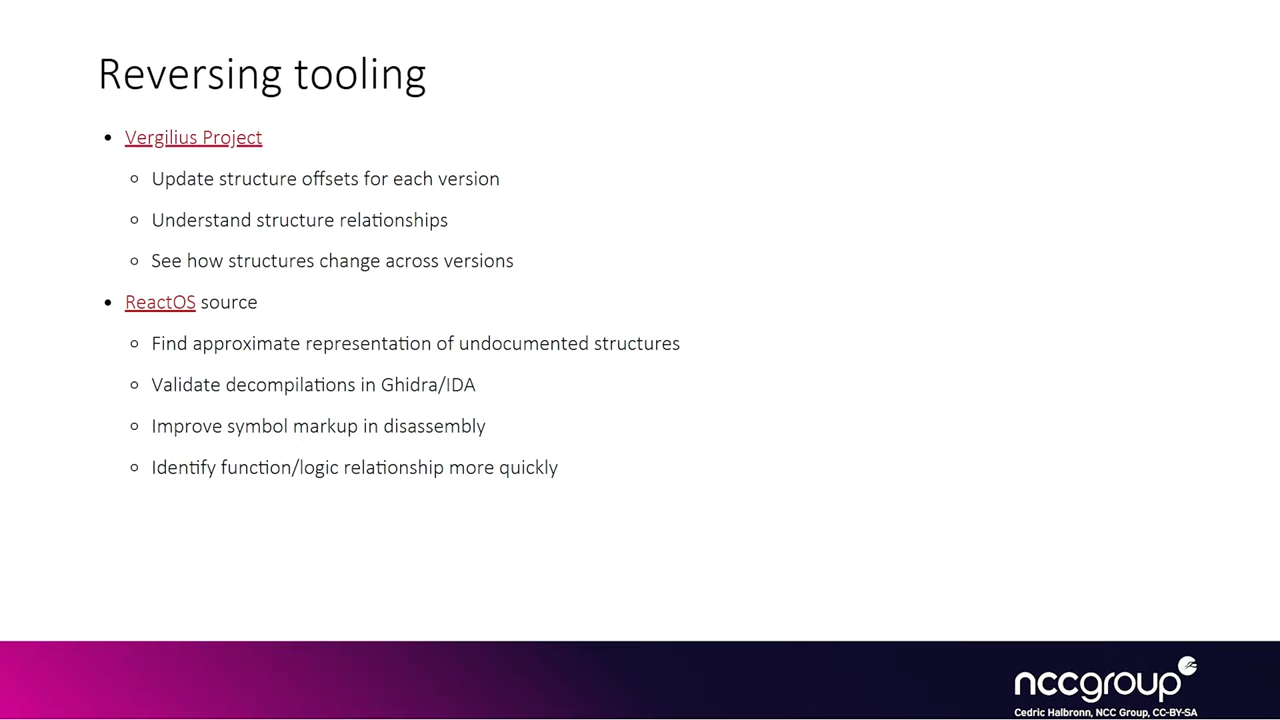 Reversing tooling
• Vergilius Project
○ Update structure offsets for each version
○ Understand structure relationships
○ See how structures change across versions
• ReactOS source
○ Find approximate representation of undocumented structures
○ Validate decompilations in Ghidra/IDA
○ Improve symbol markup in disassembly
○ Identify function/logic relationship more quickly
nccgroup
Cedric Halbronn, NCC Group, CC-BY-SA